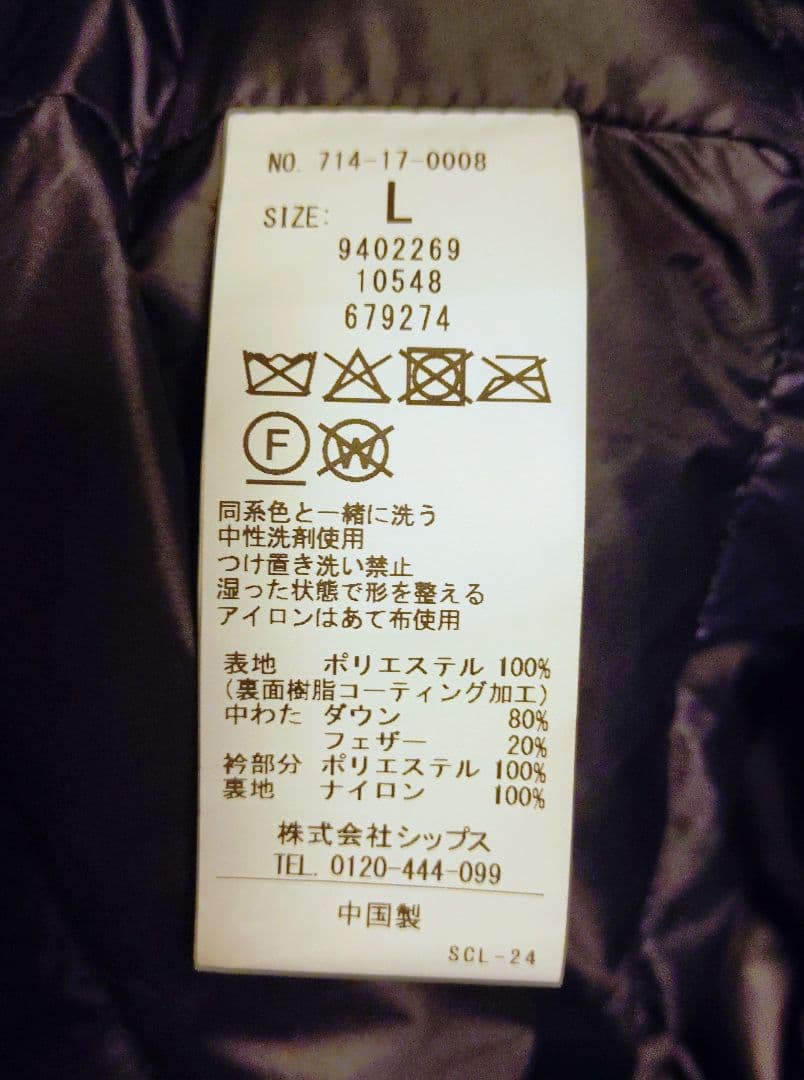 NO. 714-17-0008
SIZE: L
9402269
10548
679274
F W
同系色と一緒に洗う
中性洗剤使用
つけ置き洗い禁止
湿った状態で形を整える
アイロンはあて布使用
表地 ポリエステル 100%
(裏面樹脂コーティング加工)
中わた ダウン 80%
フェザー 20%
衿部分 ポリエステル 100%
裏地 ナイロン 100%
株式会社シップス
TEL. 0120-444-099
中国製
SCL-24